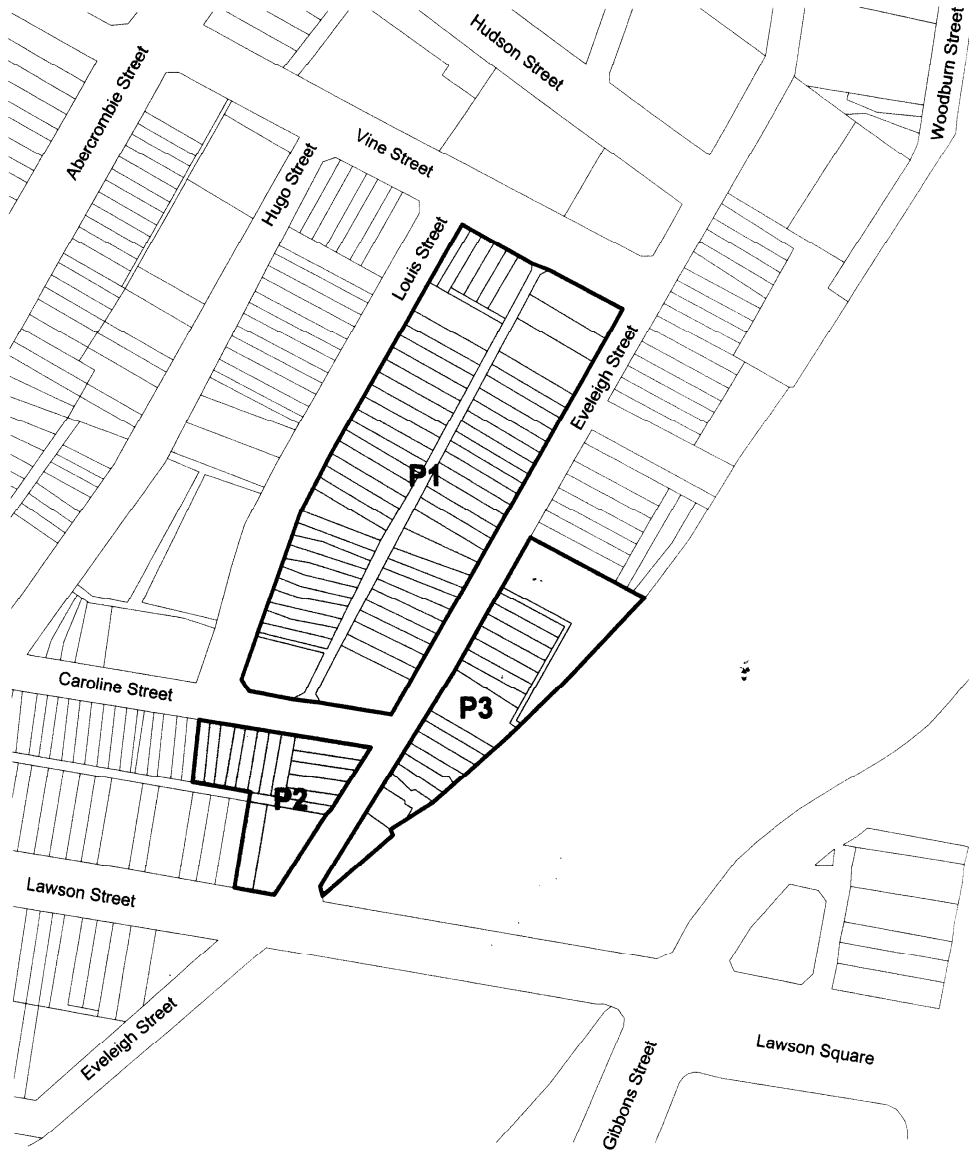 Hudson Street
Woodburn Street
Abercrombie Street
Vine Street
Hugo Street
Louis Street
Eveleigh Street
P1
Caroline Street
P3
P2
Lawson Street
Eveleigh Street
Gibbons Street
Lawson Square